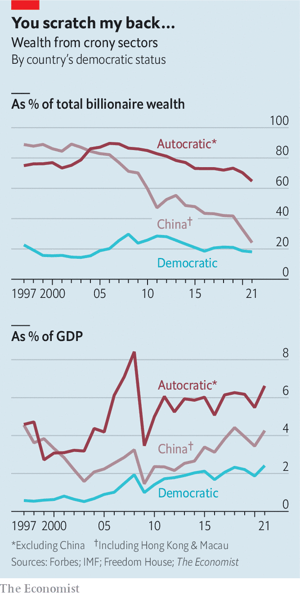 You scratch my back…
Wealth from crony sectors
By country's democratic status
As % of total billionaire wealth
100
Autocratic*
80
60
China†
40
Democratic
20
0
1997 2000 05 10 15 21
As % of GDP
8
Autocratic*
6
China†
4
Democratic
2
0
1997 2000 05 10 15 21
*Excluding China †Including Hong Kong & Macau
Sources: Forbes; IMF; Freedom House; The Economist
The Economist